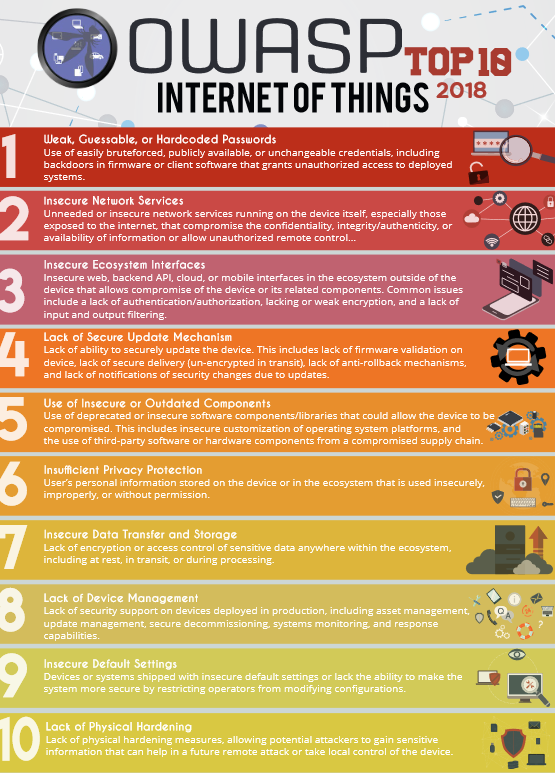 OWASP TOP 10
INTERNET OF THINGS 2018
1
Weak, Guessable, or Hardcoded Passwords
Use of easily bruteforced, publicly available, or unchangeable credentials, including
backdoors in firmware or client software that grants unauthorized access to deployed
systems.
2
Insecure Network Services
Unneeded or insecure network services running on the device itself, especially those
exposed to the internet, that compromise the confidentiality, integrity/authenticity, or
availability of information or allow unauthorized remote control...
3
Insecure Ecosystem Interfaces
Insecure web, backend API, cloud, or mobile interfaces in the ecosystem outside of the
device that allows compromise of the device or its related components. Common issues
include a lack of authentication/authorization, lacking or weak encryption, and a lack of
input and output filtering.
4
Lack of Secure Update Mechanism
Lack of ability to securely update the device. This includes lack of firmware validation on
device, lack of secure delivery (un-encrypted in transit), lack of anti-rollback mechanisms,
and lack of notifications of security changes due to updates.
5
Use of Insecure or Outdated Components
Use of deprecated or insecure software components/libraries that could allow the device to be
compromised. This includes insecure customization of operating system platforms, and
the use of third-party software or hardware components from a compromised supply chain.
6
Insufficient Privacy Protection
User's personal information stored on the device or in the ecosystem that is used insecurely,
improperly, or without permission.
7
Insecure Data Transfer and Storage
Lack of encryption or access control of sensitive data anywhere within the ecosystem,
including at rest, in transit, or during processing.
8
Lack of Device Management
Lack of security support on devices deployed in production, including asset management,
update management, secure decommissioning, systems monitoring, and response
capabilities.
9
Insecure Default Settings
Devices or systems shipped with insecure default settings or lack the ability to make the
system more secure by restricting operators from modifying configurations.
10
Lack of Physical Hardening
Lack of physical hardening measures, allowing potential attackers to gain sensitive
information that can help in a future remote attack or take local control of the device.